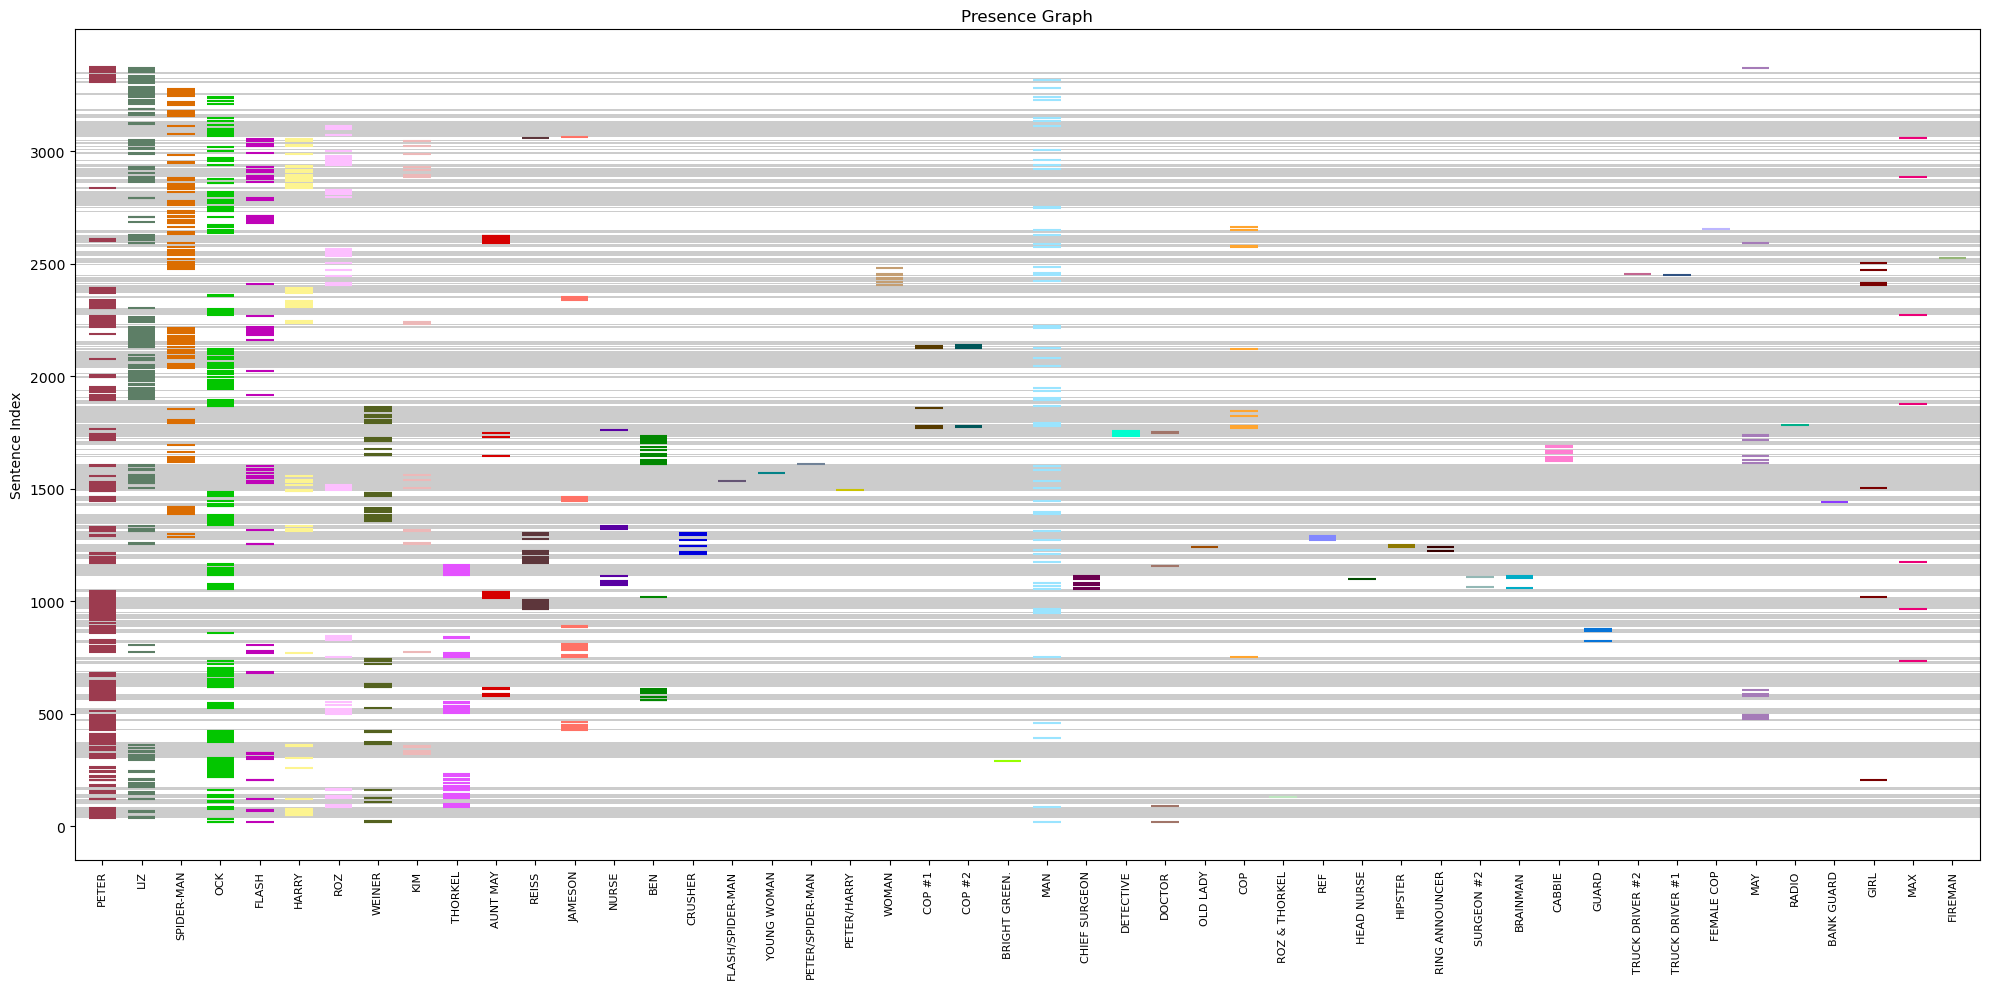 Presence Graph
Sentence Index
3000
2500
2000
1500
1000
500
0
PETER
LIZ
SPIDER-MAN
OCK
FLASH
HARRY
ROZ
WEINER
KIM
THORKEL
AUNT MAY
REISS
JAMESON
NURSE
BEN
CRUSHER
FLASH/SPIDER-MAN
YOUNG WOMAN
PETER/SPIDER-MAN
PETER/HARRY
WOMAN
COP #1
COP #2
BRIGHT GREEN.
MAN
CHIEF SURGEON
DETECTIVE
DOCTOR
OLD LADY
COP
ROZ & THORKEL
REF
HEAD NURSE
HIPSTER
RING ANNOUNCER
SURGEON #2
BRAINMAN
CABBIE
GUARD
TRUCK DRIVER #2
TRUCK DRIVER #1
FEMALE COP
MAY
RADIO
BANK GUARD
GIRL
MAX
FIREMAN